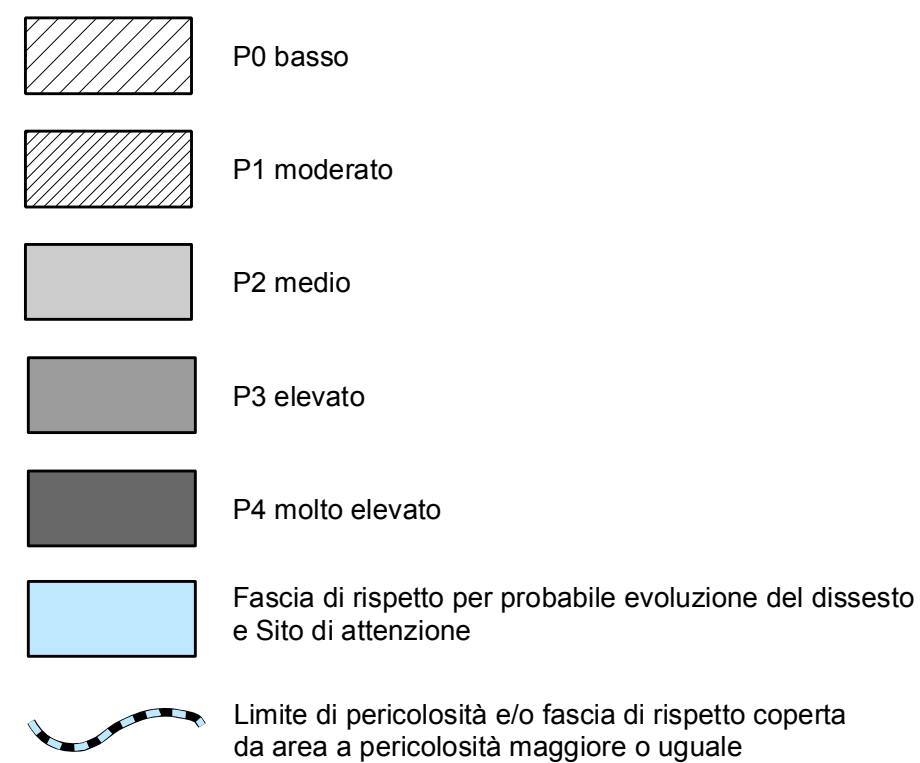 P0 basso
P1 moderato
P2 medio
P3 elevato
P4 molto elevato
Fascia di rispetto per probabile evoluzione del dissesto
e Sito di attenzione
Limite di pericolosità e/o fascia di rispetto coperta
da area a pericolosità maggiore o uguale